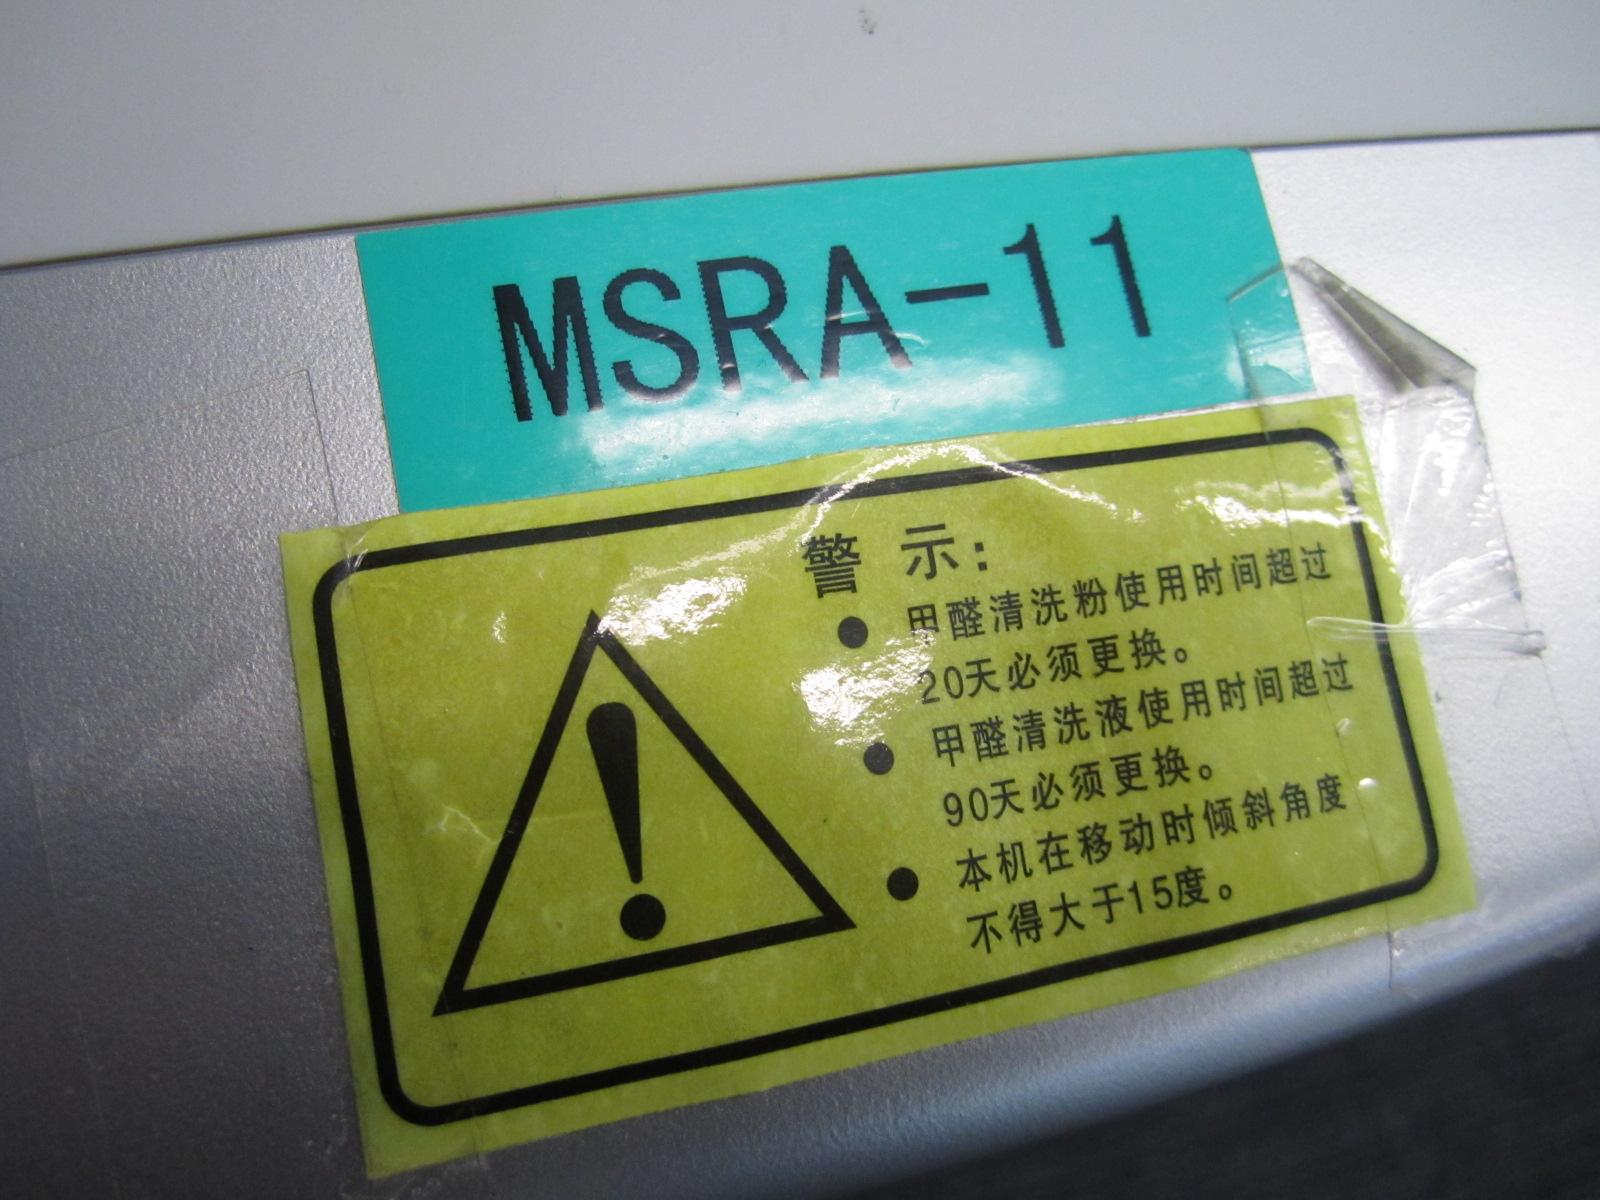 MSRA-11
警 示:
● 甲醛清洗粉使用时间超过
20天必须更换。
● 甲醛清洗液使用时间超过
90天必须更换。
● 本机在移动时倾斜角度
不得大于15度。